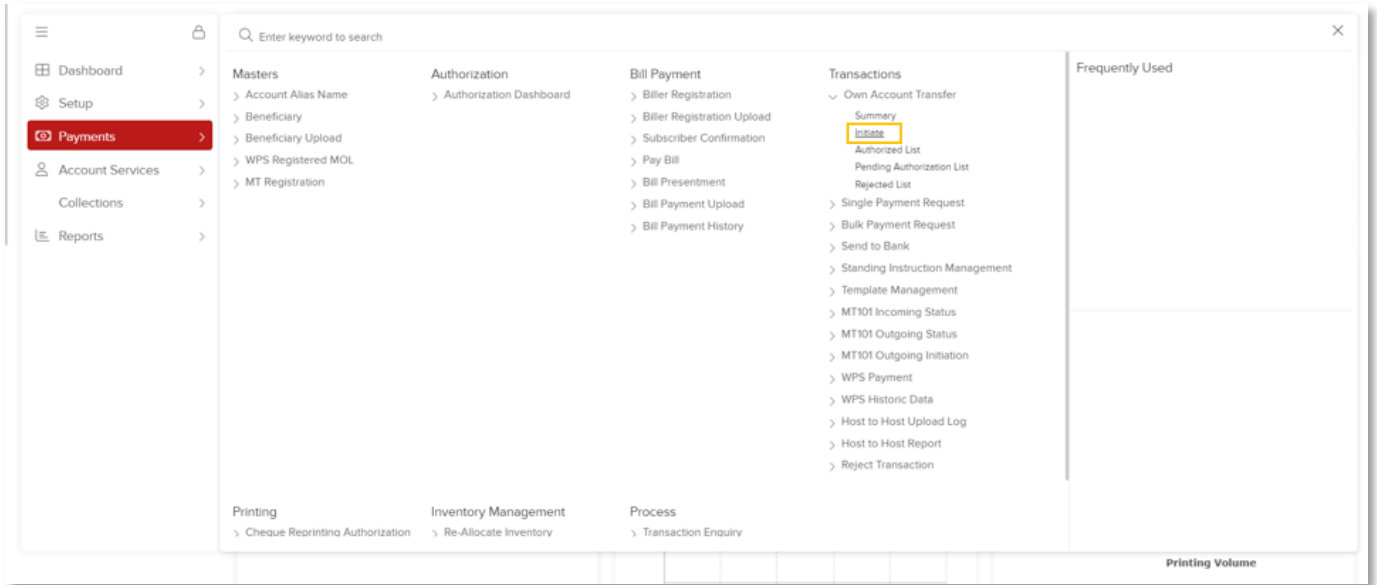 Enter keyword to search
Dashboard
Setup
Payments
Account Services
Collections
Reports
Masters
Account Alias Name
Beneficiary
Beneficiary Upload
WPS Registered MOL
MT Registration
Authorization
Authorization Dashboard
Bill Payment
Biller Registration
Biller Registration Upload
Subscriber Confirmation
Pay Bill
Bill Presentment
Bill Payment Upload
Bill Payment History
Transactions
Own Account Transfer
Summary
Initiate
Authorized List
Pending Authorization List
Rejected List
Single Payment Request
Bulk Payment Request
Send to Bank
Standing Instruction Management
Template Management
MT101 Incoming Status
MT101 Outgoing Status
MT101 Outgoing Initiation
WPS Payment
WPS Historic Data
Host to Host Upload Log
Host to Host Report
Reject Transaction
Frequently Used
Printing
Cheque Reprinting Authorization
Inventory Management
Re-Allocate Inventory
Process
Transaction Enquiry
Printing Volume